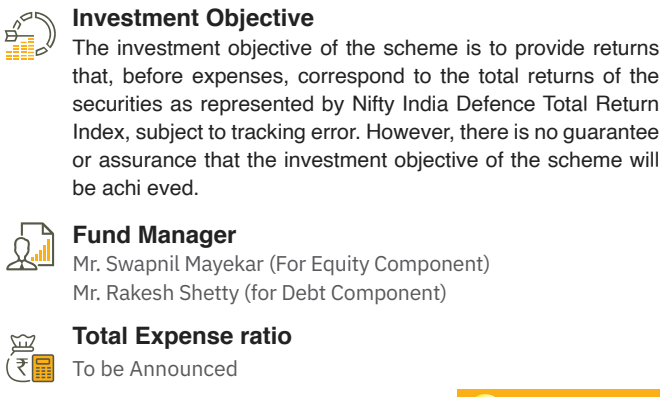 Investment Objective
The investment objective of the scheme is to provide returns
that, before expenses, correspond to the total returns of the
securities as represented by Nifty India Defence Total Return
Index, subject to tracking error. However, there is no guarantee
or assurance that the investment objective of the scheme will
be achi eved.
Fund Manager
Mr. Swapnil Mayekar (For Equity Component)
Mr. Rakesh Shetty (for Debt Component)
Total Expense ratio
₹
To be Announced